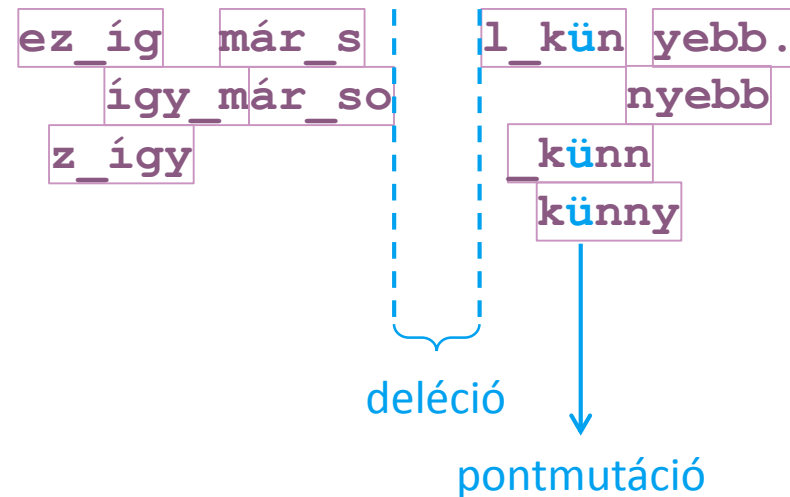 ez_íg már_s l_kün yebb.
így_már_so nyebb
z_így _künn
künny
deléció
pontmutáció